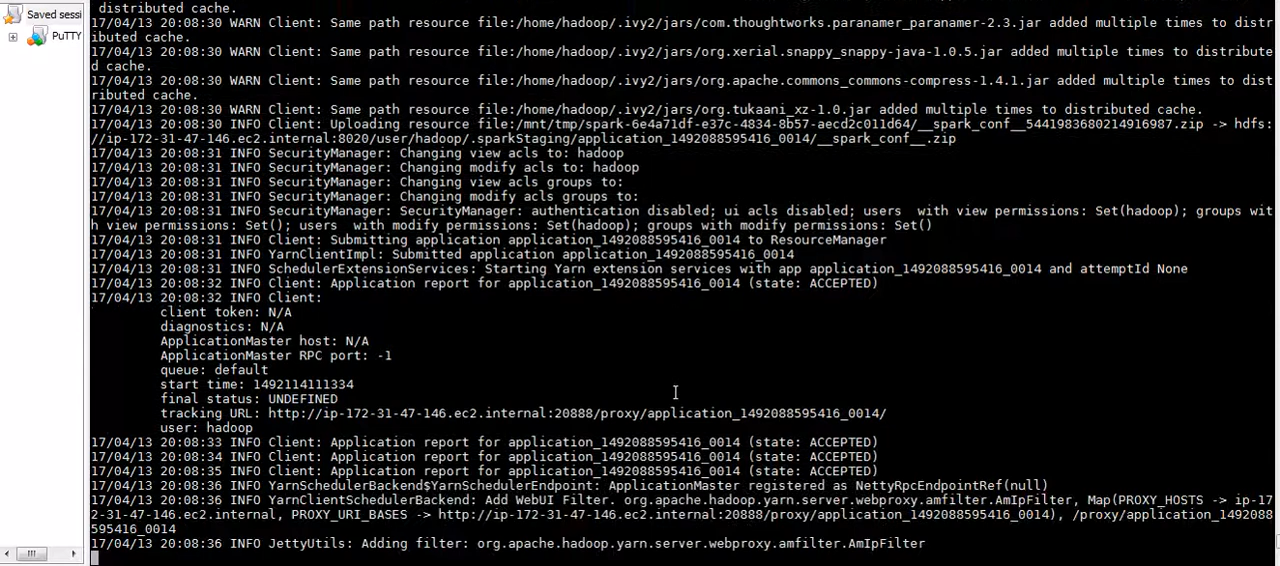 Saved sessi
PuTTY
distributed cache.
17/04/13 20:08:30 WARN Client: Same path resource file:/home/hadoop/.ivy2/jars/com.thoughtworks.paranamer_paranamer-2.3.jar added multiple times to distr
ibuted cache.
17/04/13 20:08:30 WARN Client: Same path resource file:/home/hadoop/.ivy2/jars/org.xerial.snappy_snappy-java-1.0.5.jar added multiple times to distribute
d cache.
17/04/13 20:08:30 WARN Client: Same path resource file:/home/hadoop/.ivy2/jars/org.apache.commons_commons-compress-1.4.1.jar added multiple times to dist
ributed cache.
17/04/13 20:08:30 WARN Client: Same path resource file:/home/hadoop/.ivy2/jars/org.tukaani_xz-1.0.jar added multiple times to distributed cache.
17/04/13 20:08:30 INFO Client: Uploading resource file:/mnt/tmp/spark-6e4a71df-e37c-4834-8b57-aecd2c011d64/__spark_conf__5441983680214916987.zip -> hdfs:
//ip-172-31-47-146.ec2.internal:8020/user/hadoop/.sparkStaging/application_1492088595416_0014/__spark_conf__.zip
17/04/13 20:08:31 INFO SecurityManager: Changing view acls to: hadoop
17/04/13 20:08:31 INFO SecurityManager: Changing modify acls to: hadoop
17/04/13 20:08:31 INFO SecurityManager: Changing view acls groups to:
17/04/13 20:08:31 INFO SecurityManager: Changing modify acls groups to:
17/04/13 20:08:31 INFO SecurityManager: SecurityManager: authentication disabled; ui acls disabled; users  with view permissions: Set(hadoop); groups wit
h view permissions: Set(); users  with modify permissions: Set(hadoop); groups with modify permissions: Set()
17/04/13 20:08:31 INFO Client: Submitting application application_1492088595416_0014 to ResourceManager
17/04/13 20:08:31 INFO YarnClientImpl: Submitted application application_1492088595416_0014
17/04/13 20:08:31 INFO SchedulerExtensionServices: Starting Yarn extension services with app application_1492088595416_0014 and attemptId None
17/04/13 20:08:32 INFO Client: Application report for application_1492088595416_0014 (state: ACCEPTED)
17/04/13 20:08:32 INFO Client:
client token: N/A
diagnostics: N/A
ApplicationMaster host: N/A
ApplicationMaster RPC port: -1
queue: default
start time: 1492114111334
final status: UNDEFINED
tracking URL: http://ip-172-31-47-146.ec2.internal:20888/proxy/application_1492088595416_0014/
user: hadoop
17/04/13 20:08:33 INFO Client: Application report for application_1492088595416_0014 (state: ACCEPTED)
17/04/13 20:08:34 INFO Client: Application report for application_1492088595416_0014 (state: ACCEPTED)
17/04/13 20:08:35 INFO Client: Application report for application_1492088595416_0014 (state: ACCEPTED)
17/04/13 20:08:36 INFO YarnSchedulerBackend$YarnSchedulerEndpoint: ApplicationMaster registered as NettyRpcEndpointRef(null)
17/04/13 20:08:36 INFO YarnClientSchedulerBackend: Add WebUI Filter. org.apache.hadoop.yarn.server.webproxy.amfilter.AmIpFilter, Map(PROXY_HOSTS -> ip-17
2-31-47-146.ec2.internal, PROXY_URI_BASES -> http://ip-172-31-47-146.ec2.internal:20888/proxy/application_1492088595416_0014), /proxy/application_1492088
595416_0014
17/04/13 20:08:36 INFO JettyUtils: Adding filter: org.apache.hadoop.yarn.server.webproxy.amfilter.AmIpFilter